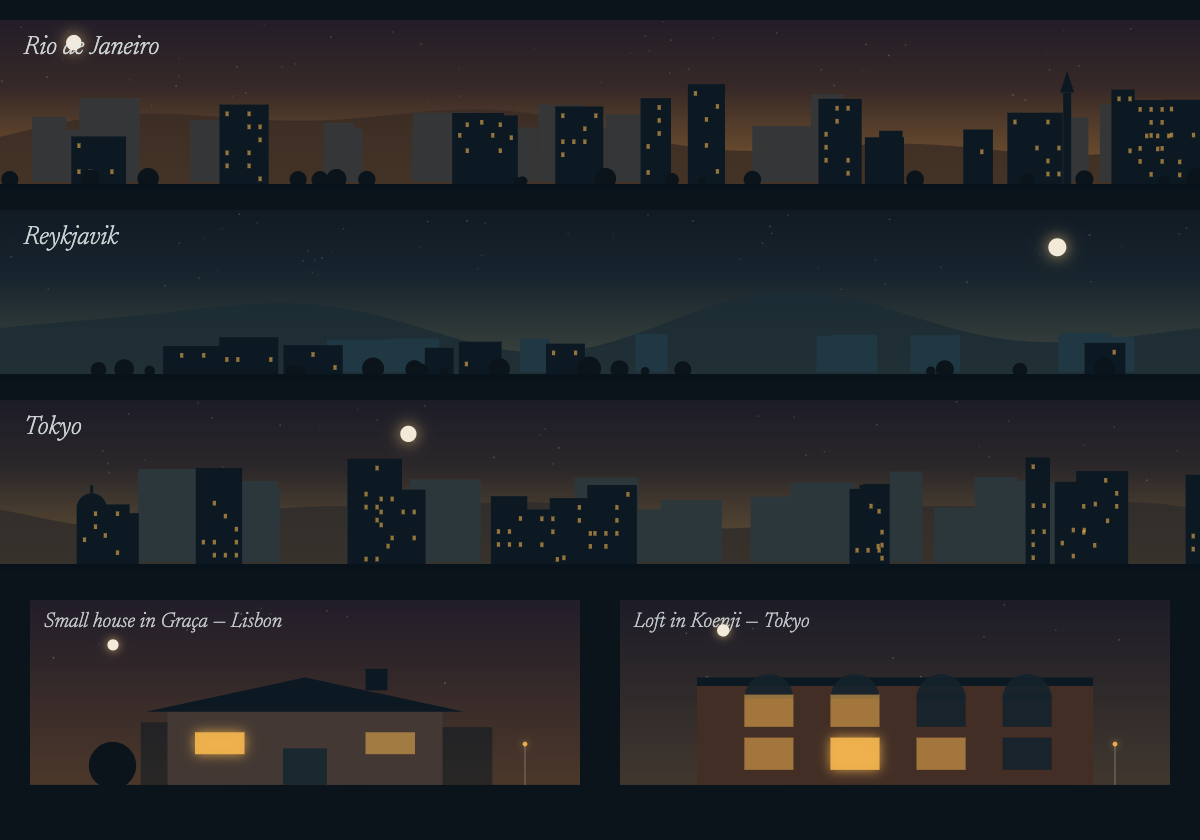 Rio de Janeiro
Reykjavik
Tokyo
Small house in Graça — Lisbon
Loft in Koenji — Tokyo